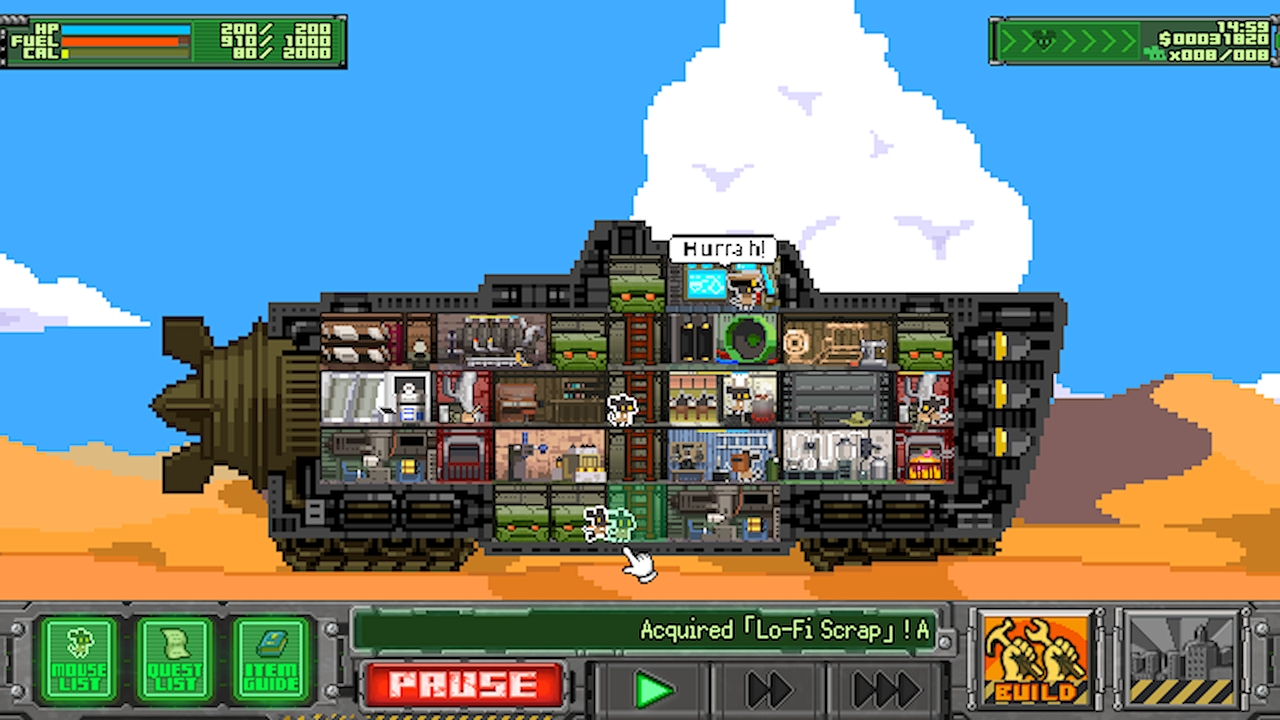 HP 200/ 200
FUEL 910/ 1000
CAL 80/ 2000
14:59
$00031820
x008/008
Hurrah!
Acquired「Lo-Fi Scrap」! A
MOUSE LIST
QUEST LIST
ITEM GUIDE
PAUSE
BUILD